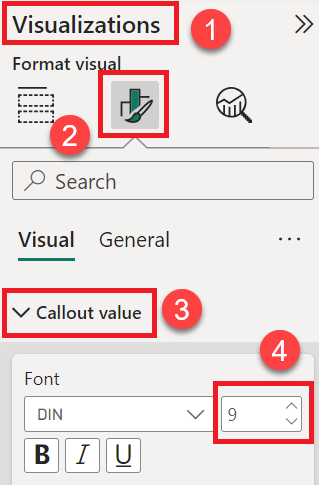 Visualizations
1
Format visual
2
Search
Visual General
Callout value
3
4
Font
DIN 9
B I U